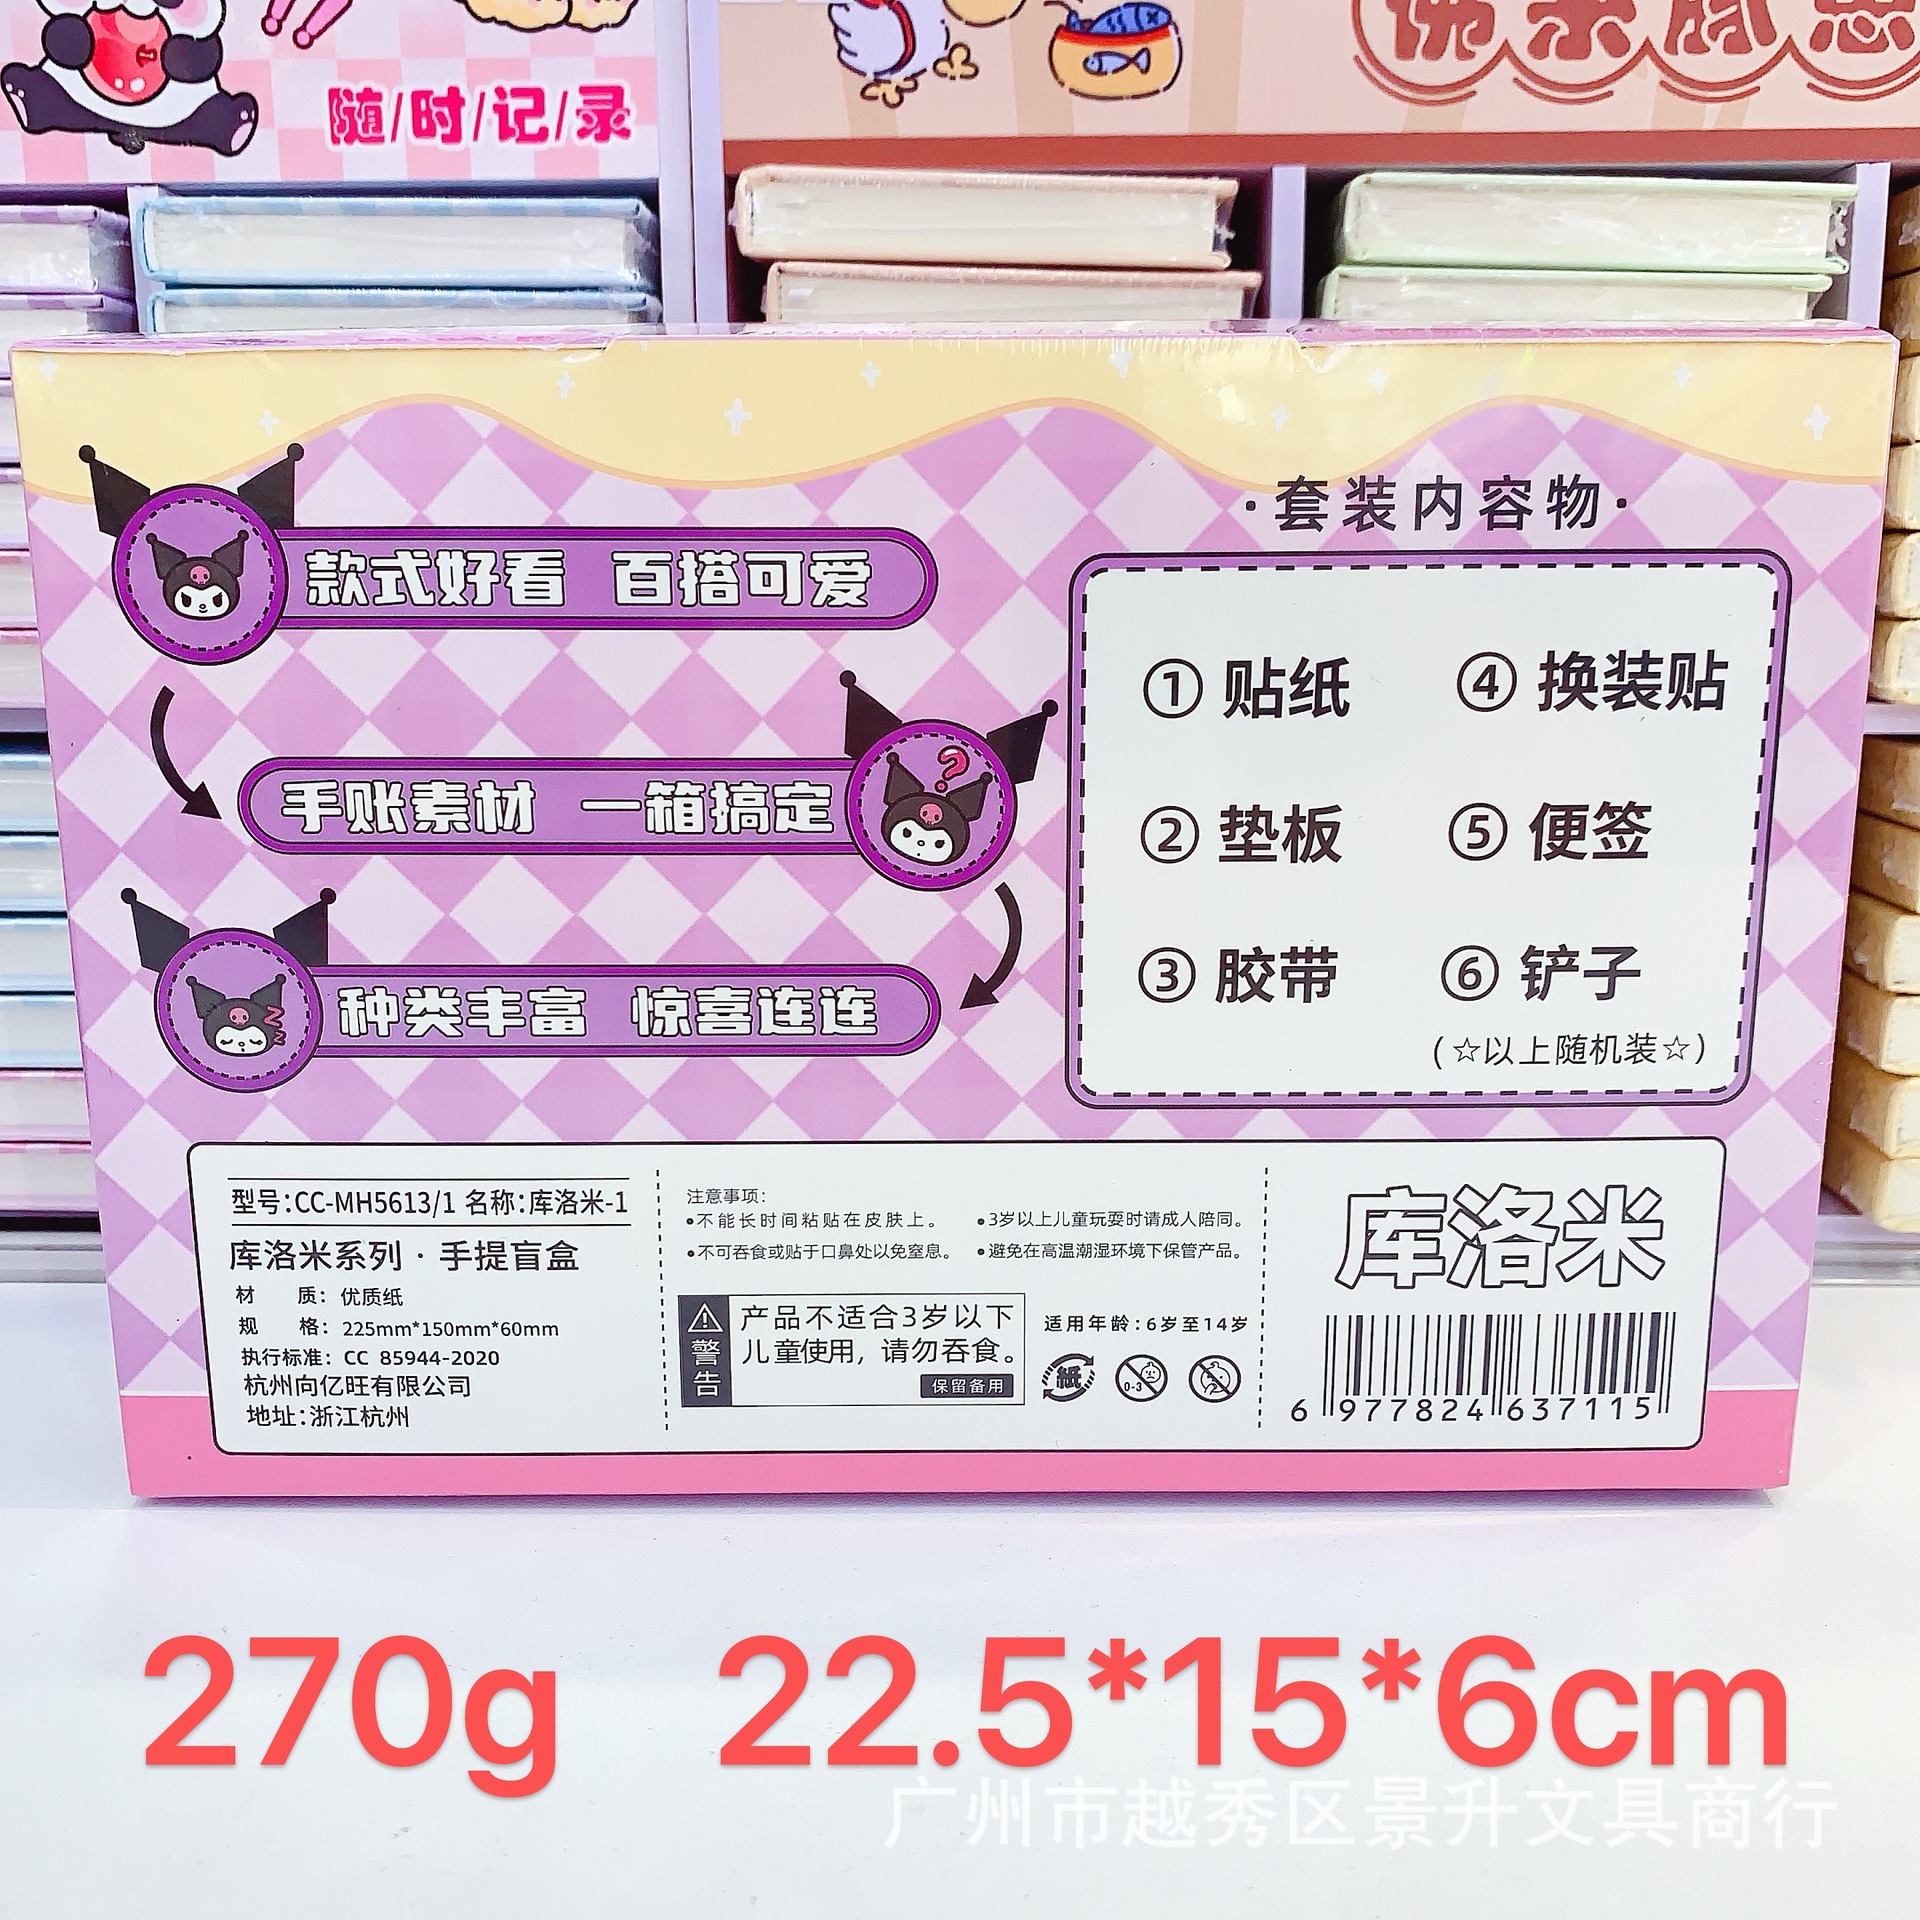 随/时/记/录
·套装内容物·
款式好看 百搭可爱
手账素材 一箱搞定
种类丰富 惊喜连连
① 贴纸
④ 换装贴
② 垫板
⑤ 便签
③ 胶带
⑥ 铲子
(☆以上随机装☆)
型号:CC-MH5613/1 名称:库洛米-1
库洛米系列·手提盲盒
材 质: 优质纸
规 格: 225mm*150mm*60mm
执行标准: CC 85944-2020
杭州向亿旺有限公司
地址:浙江杭州
注意事项:
•不能长时间粘贴在皮肤上。
•3岁以上儿童玩耍时请成人陪同。
•不可吞食或贴于口鼻处以免窒息。
•避免在高温潮湿环境下保管产品。
警告
产品不适合3岁以下
儿童使用，请勿吞食。
保留备用
适用年龄:6岁至14岁
紙
0-3
库洛米
6 977824 637115
270g 22.5*15*6cm
广州市越秀区景升文具商行